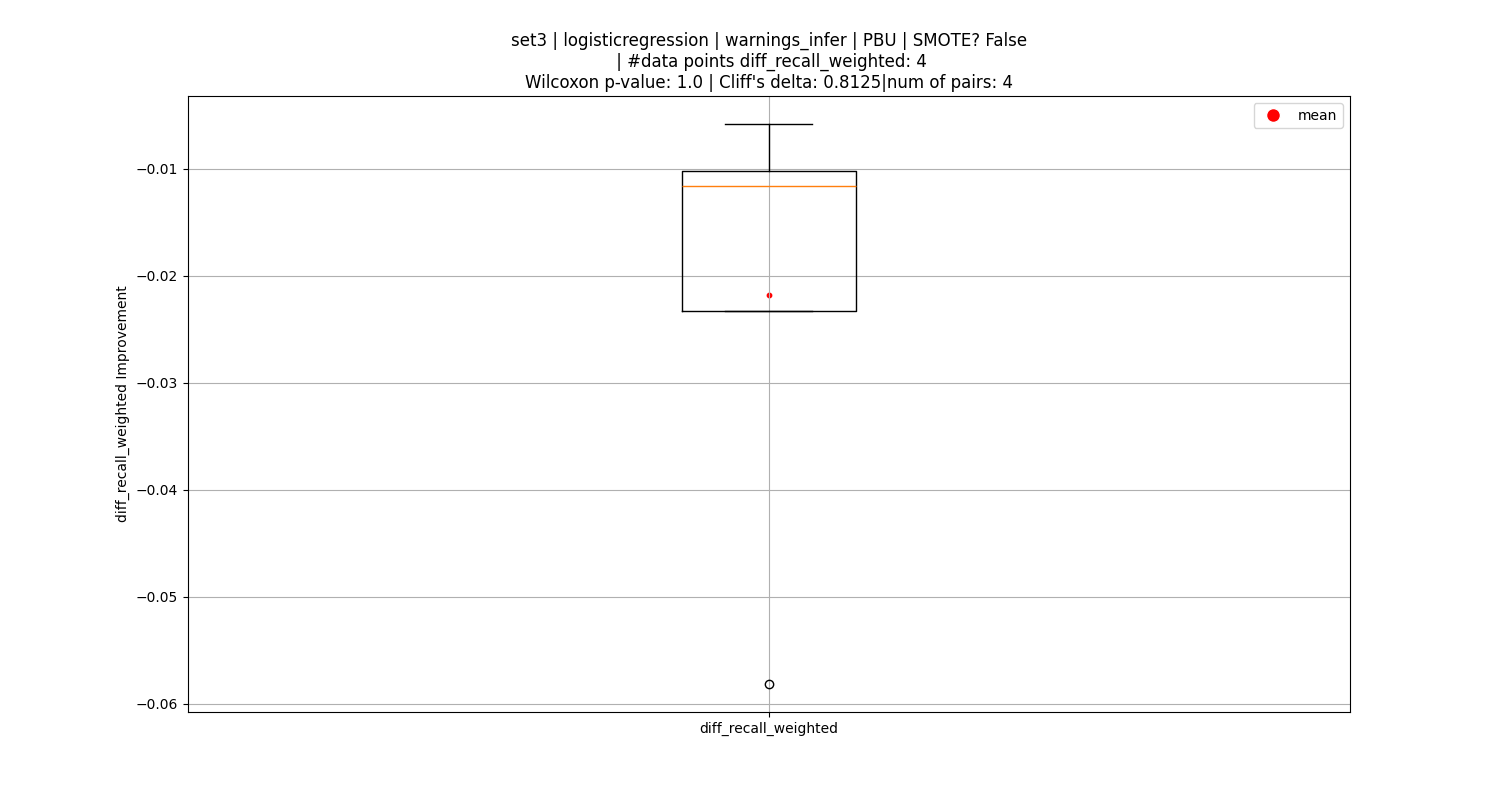 set3 | logisticregression | warnings_infer | PBU | SMOTE? False
| #data points diff_recall_weighted: 4
Wilcoxon p-value: 1.0 | Cliff's delta: 0.8125|num of pairs: 4
mean
−0.01
−0.02
−0.03
−0.04
−0.05
−0.06
diff_recall_weighted Improvement
diff_recall_weighted